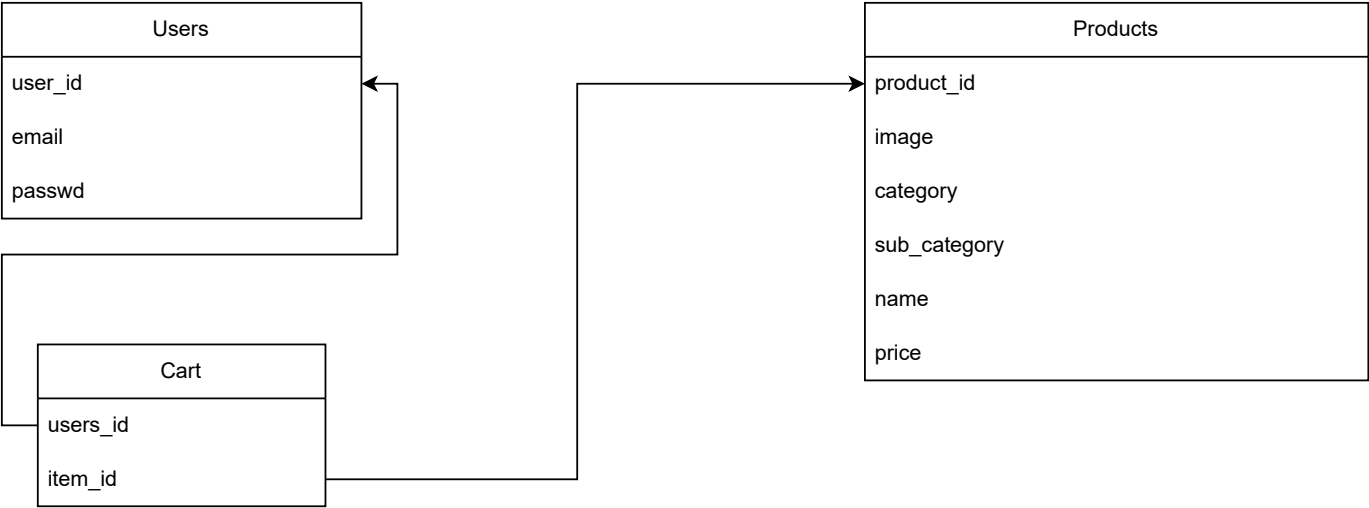 Users
user_id
email
passwd
Products
product_id
image
category
sub_category
name
price
Cart
users_id
item_id